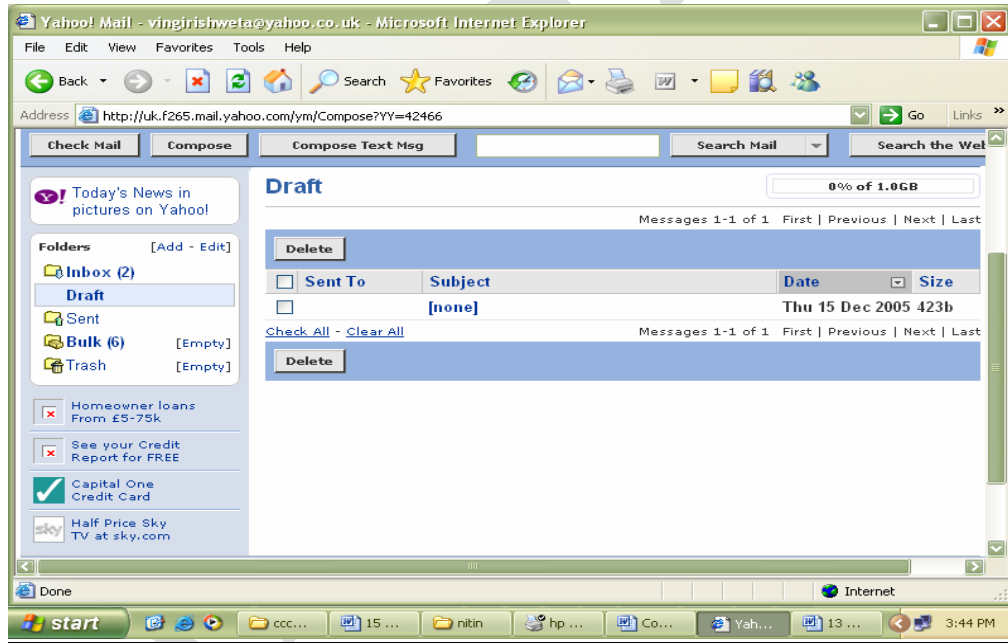 Yahoo! Mail - vingirishweta@yahoo.co.uk - Microsoft Internet Explorer
File Edit View Favorites Tools Help
Back Search Favorites
Address http://uk.f265.mail.yahoo.com/ym/Compose?YY=42466 Go Links »
Check Mail Compose Compose Text Msg Search Mail Search the Web
Today's News in
pictures on Yahoo!
Draft
0% of 1.0GB
Messages 1-1 of 1 First | Previous | Next | Last
Folders [Add - Edit]
Inbox (2)
Draft
Sent
Bulk (6) [Empty]
Trash [Empty]
Delete
Sent To Subject Date Size
[none] Thu 15 Dec 2005 423b
Check All - Clear All Messages 1-1 of 1 First | Previous | Next | Last
Delete
Homeowner loans
From £5-75k
See your Credit
Report for FREE
Capital One
Credit Card
sky
Half Price Sky
TV at sky.com
Done Internet
start ccc... 15 ... nitin hp ... Co... Yah... 13 ... 3:44 PM